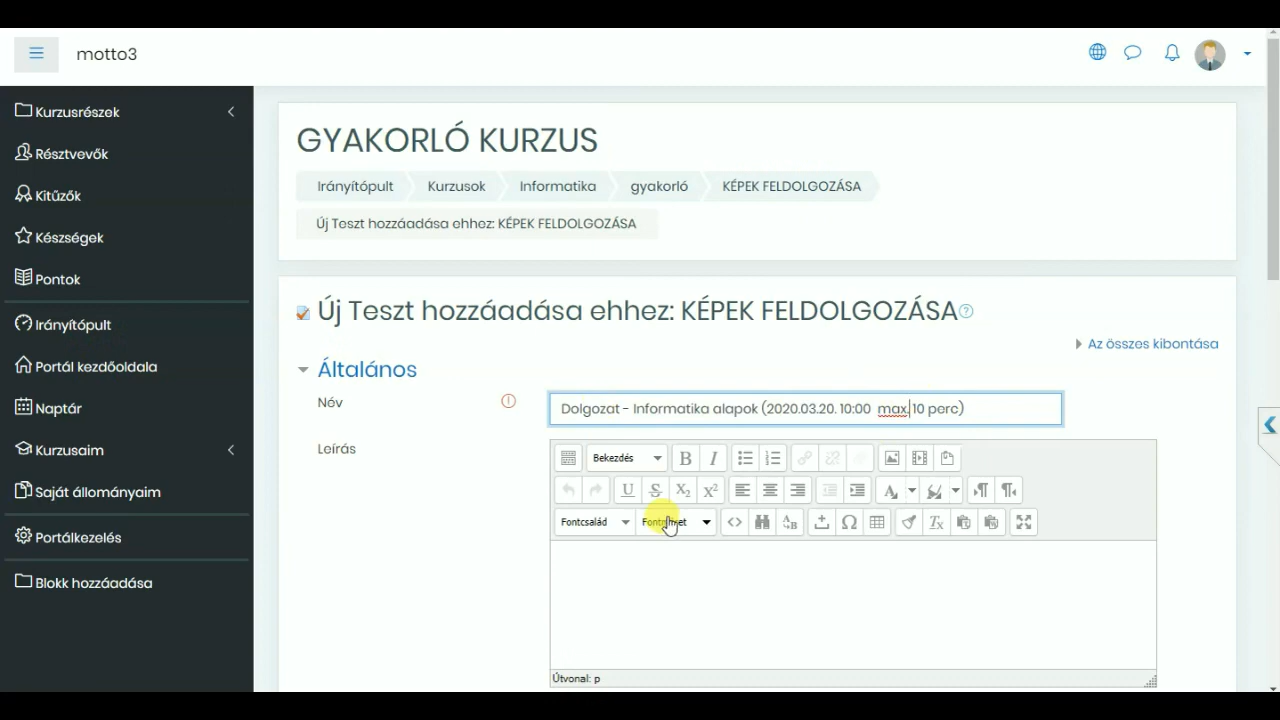 motto3
Kurzusrészek
Résztvevők
Kitűzők
Készségek
Pontok
Irányítópult
Portál kezdőoldala
Naptár
Kurzusaim
Saját állományaim
Portálkezelés
Blokk hozzáadása
GYAKORLÓ KURZUS
Irányítópult Kurzusok Informatika gyakorló KÉPEK FELDOLGOZÁSA
Új Teszt hozzáadása ehhez: KÉPEK FELDOLGOZÁSA
Új Teszt hozzáadása ehhez: KÉPEK FELDOLGOZÁSA
Az összes kibontása
Általános
Név Dolgozat - Informatika alapok (2020.03.20. 10:00 max. 10 perc)
Leírás
Bekezdés
Fontcsalád
Útvonal: p